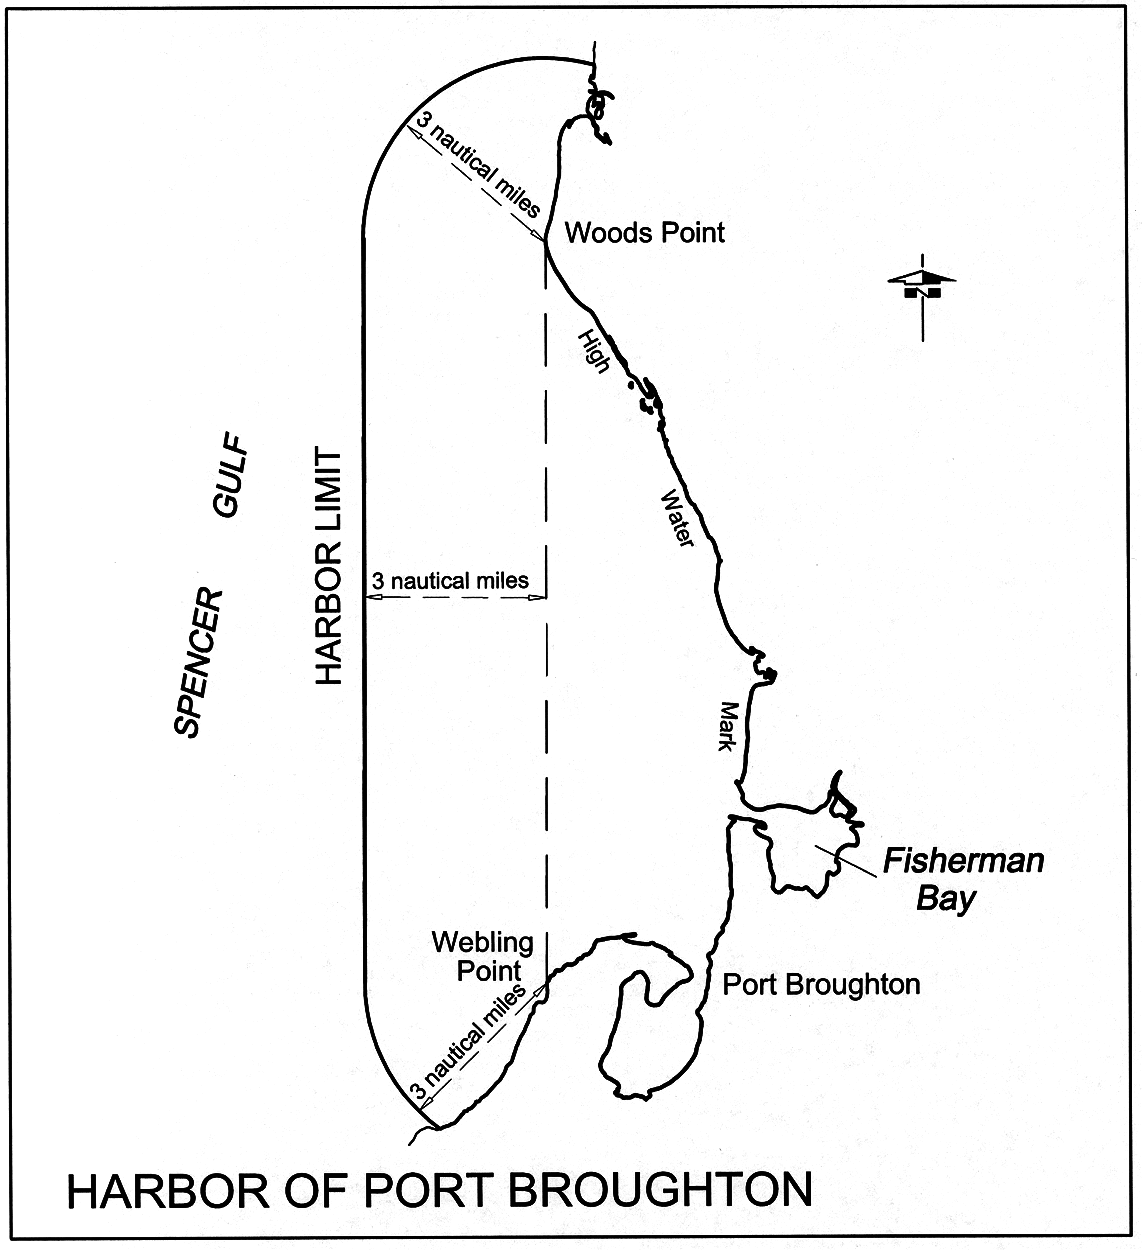 3 nautical miles
Woods Point
N
High
SPENCER GULF
HARBOR LIMIT
Water
3 nautical miles
Mark
Fisherman
Bay
Webling
Point
Port Broughton
3 nautical miles
HARBOR OF PORT BROUGHTON